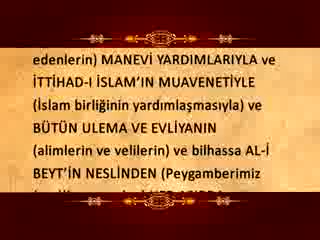 edenlerin) MANEVİ YARDIMLARIYLA ve
İTTİHAD-I İSLAM'IN MUAVENETİYLE
(İslam birliğinin yardımlaşmasıyla) ve
BÜTÜN ULEMA VE EVLİYANIN
(alimlerin ve velilerin) ve bilhassa AL-İ
BEYT'İN NESLİNDEN (Peygamberimiz